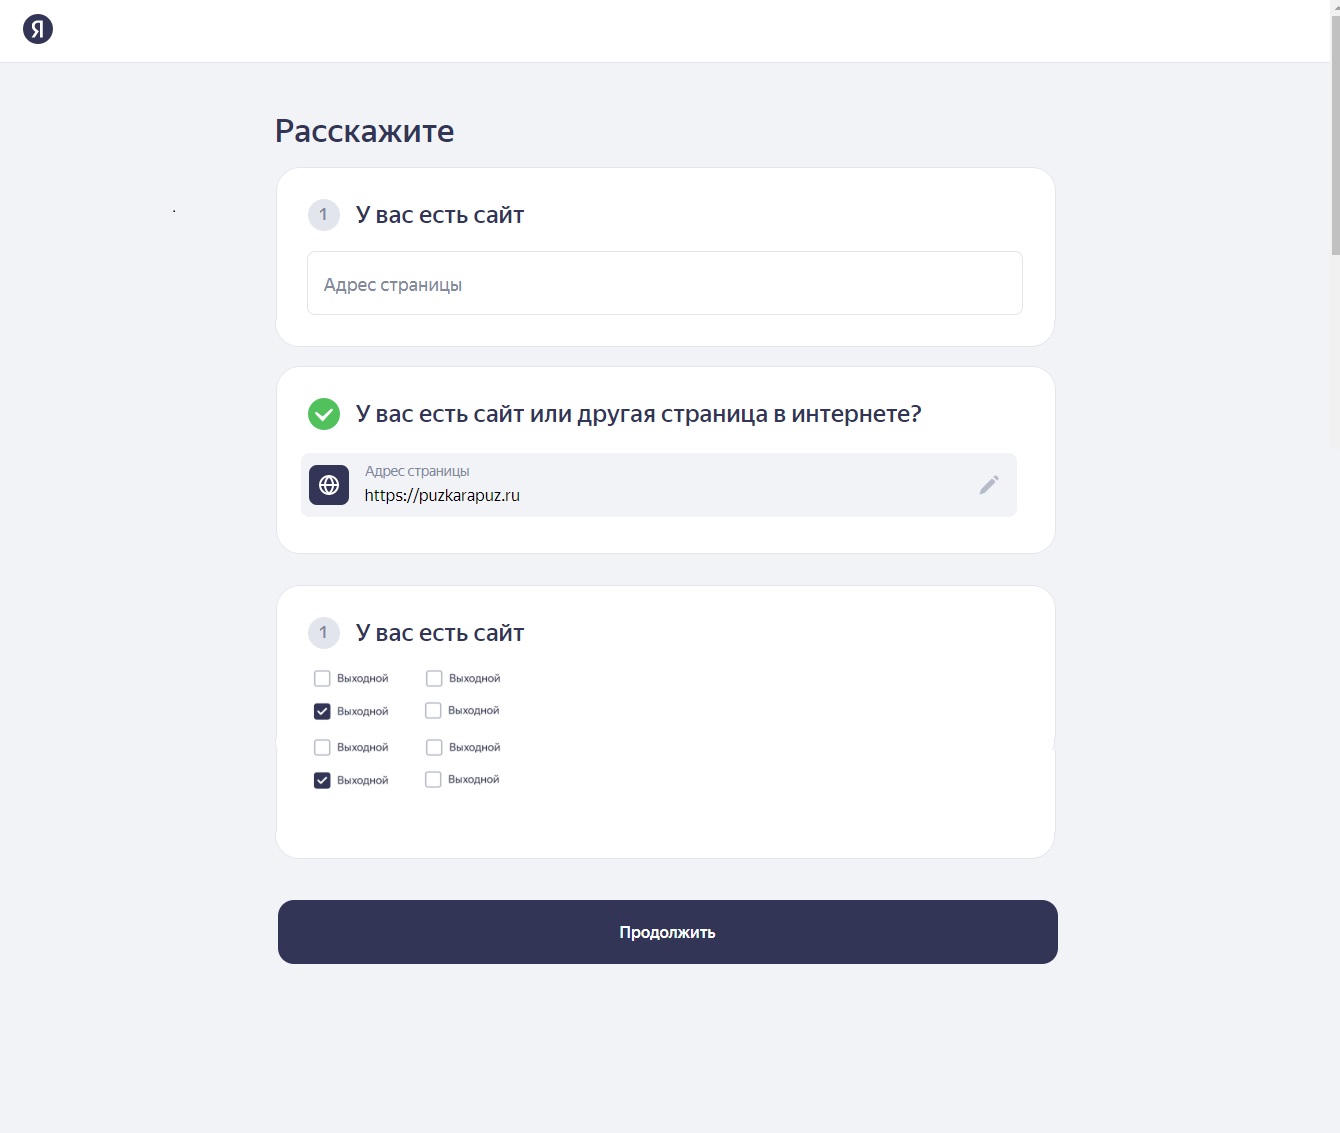 Я
Расскажите
1 У вас есть сайт
Адрес страницы
У вас есть сайт или другая страница в интернете?
Адрес страницы
https://puzkarapuz.ru
1 У вас есть сайт
Выходной Выходной
Выходной Выходной
Выходной Выходной
Выходной Выходной
Продолжить